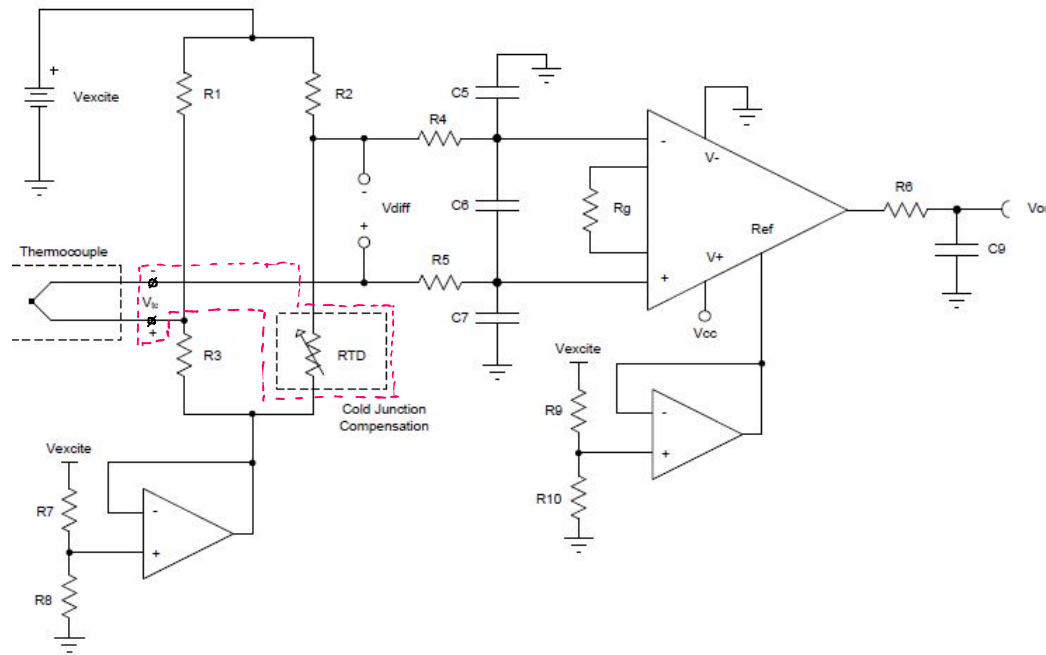 +
Vexcite
R1
R2
C5
R4
-
V-
-
Vdiff
C6
Rg
R6
Ref
C9
+
Thermocouple
R5
V+
-
+
Vtc
C7
Vcc
+
R3
RTD
Vexcite
Cold Junction
Compensation
R9
-
Vexcite
+
R10
R7
-
+
R8